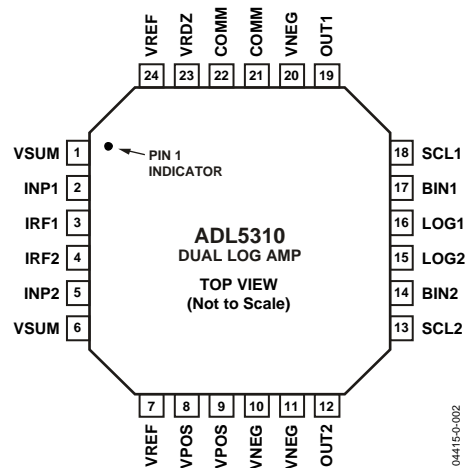 VREF
VRDZ
COMM
COMM
VNEG
OUT1
24
23
22
21
20
19
VSUM 1
INP1 2
IRF1 3
IRF2 4
INP2 5
VSUM 6
PIN 1
INDICATOR
ADL5310
DUAL LOG AMP
TOP VIEW
(Not to Scale)
18 SCL1
17 BIN1
16 LOG1
15 LOG2
14 BIN2
13 SCL2
7
8
9
10
11
12
VREF
VPOS
VPOS
VNEG
VNEG
OUT2
04415-0-002